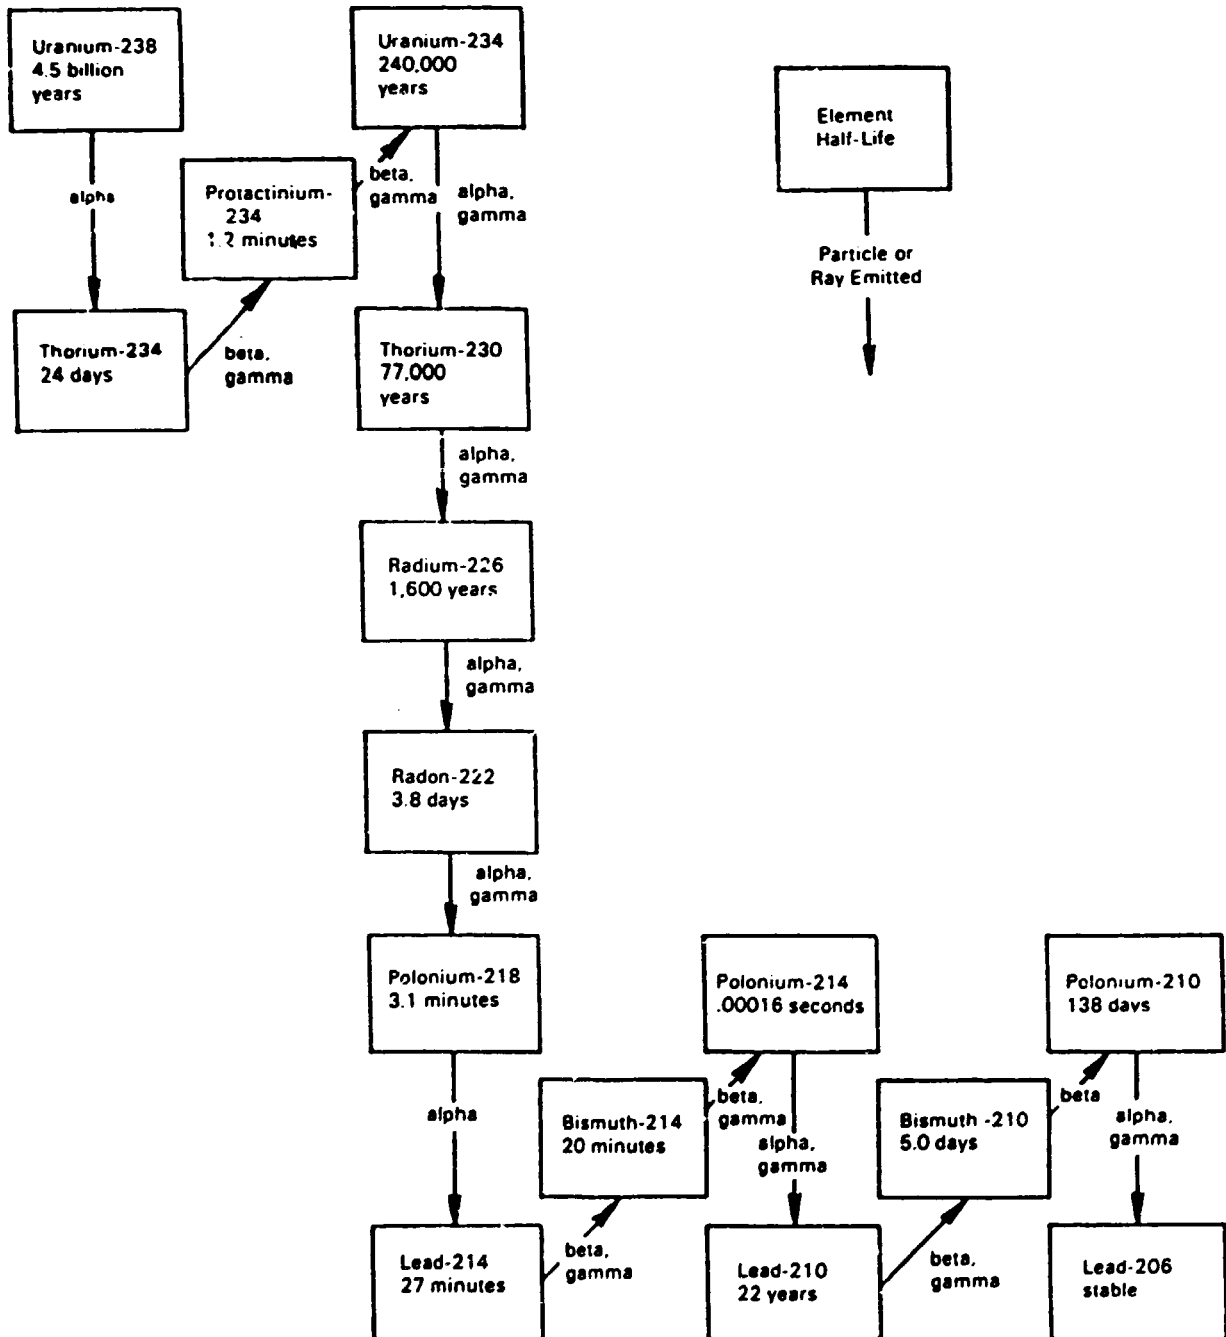 Uranium-238
4.5 billion
years
alpha
Thorium-234
24 days
beta,
gamma
Protactinium-
234
1.2 minutes
beta,
gamma
Uranium-234
240,000
years
alpha,
gamma
Thorium-230
77,000
years
alpha,
gamma
Radium-226
1,600 years
alpha,
gamma
Radon-222
3.8 days
alpha,
gamma
Polonium-218
3.1 minutes
alpha
Lead-214
27 minutes
beta,
gamma
Bismuth-214
20 minutes
beta,
gamma
Polonium-214
.00016 seconds
alpha,
gamma
Lead-210
22 years
beta,
gamma
Bismuth -210
5.0 days
beta
Polonium-210
138 days
alpha,
gamma
Lead-206
stable
Element
Half-Life
Particle or
Ray Emitted